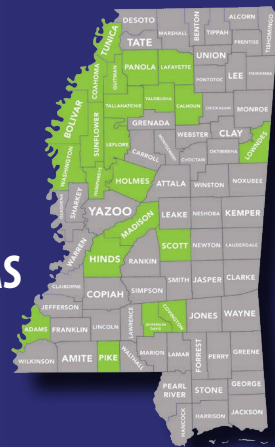 DESOTO
BENTON
ALCORN
MARSHALL
TIPPAH
PRENTISS
TISHOMINGO
TUNICA
TATE
UNION
COAHOMA
QUITMAN
PANOLA
LAFAYETTE
PONTOTOC
LEE
ITAWAMBA
BOLIVAR
TALLAHATCHIE
YALOBUSHA
CALHOUN
CHICKASAW
MONROE
SUNFLOWER
LEFLORE
GRENADA
WEBSTER
CLAY
WASHINGTON
CARROLL
MONTGOMERY
CHOCTAW
OKTIBBEHA
LOWNDES
HUMPHREYS
HOLMES
ATTALA
WINSTON
NOXUBEE
SHARKEY
YAZOO
MADISON
LEAKE
NESHOBA
KEMPER
WARREN
HINDS
RANKIN
SCOTT
NEWTON
LAUDERDALE
AS
CLAIBORNE
COPIAH
SIMPSON
SMITH
JASPER
CLARKE
JEFFERSON
ADAMS
FRANKLIN
LINCOLN
LAWRENCE
JEFFERSON DAVIS
COVINGTON
JONES
WAYNE
WILKINSON
AMITE
PIKE
WALTHALL
MARION
LAMAR
FORREST
PERRY
GREENE
PEARL
RIVER
STONE
GEORGE
HANCOCK
HARRISON
JACKSON